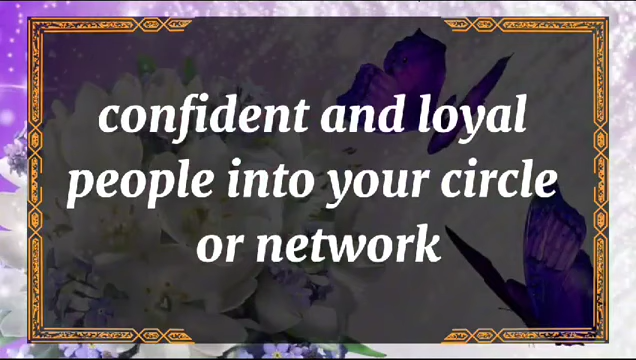 confident and loyal
people into your circle
or network